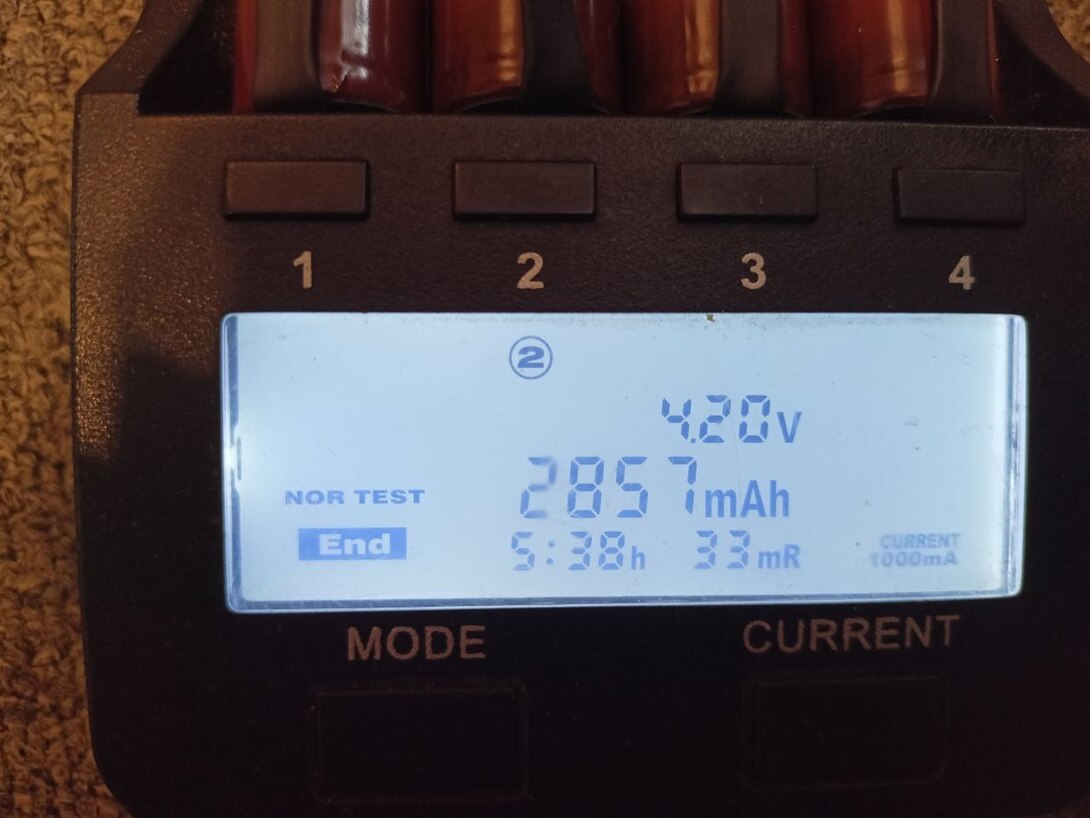 1 2 3 4
2
4.20V
2857mAh
NOR TEST
End
5:38h 33mR
CURRENT
1000mA
MODE CURRENT